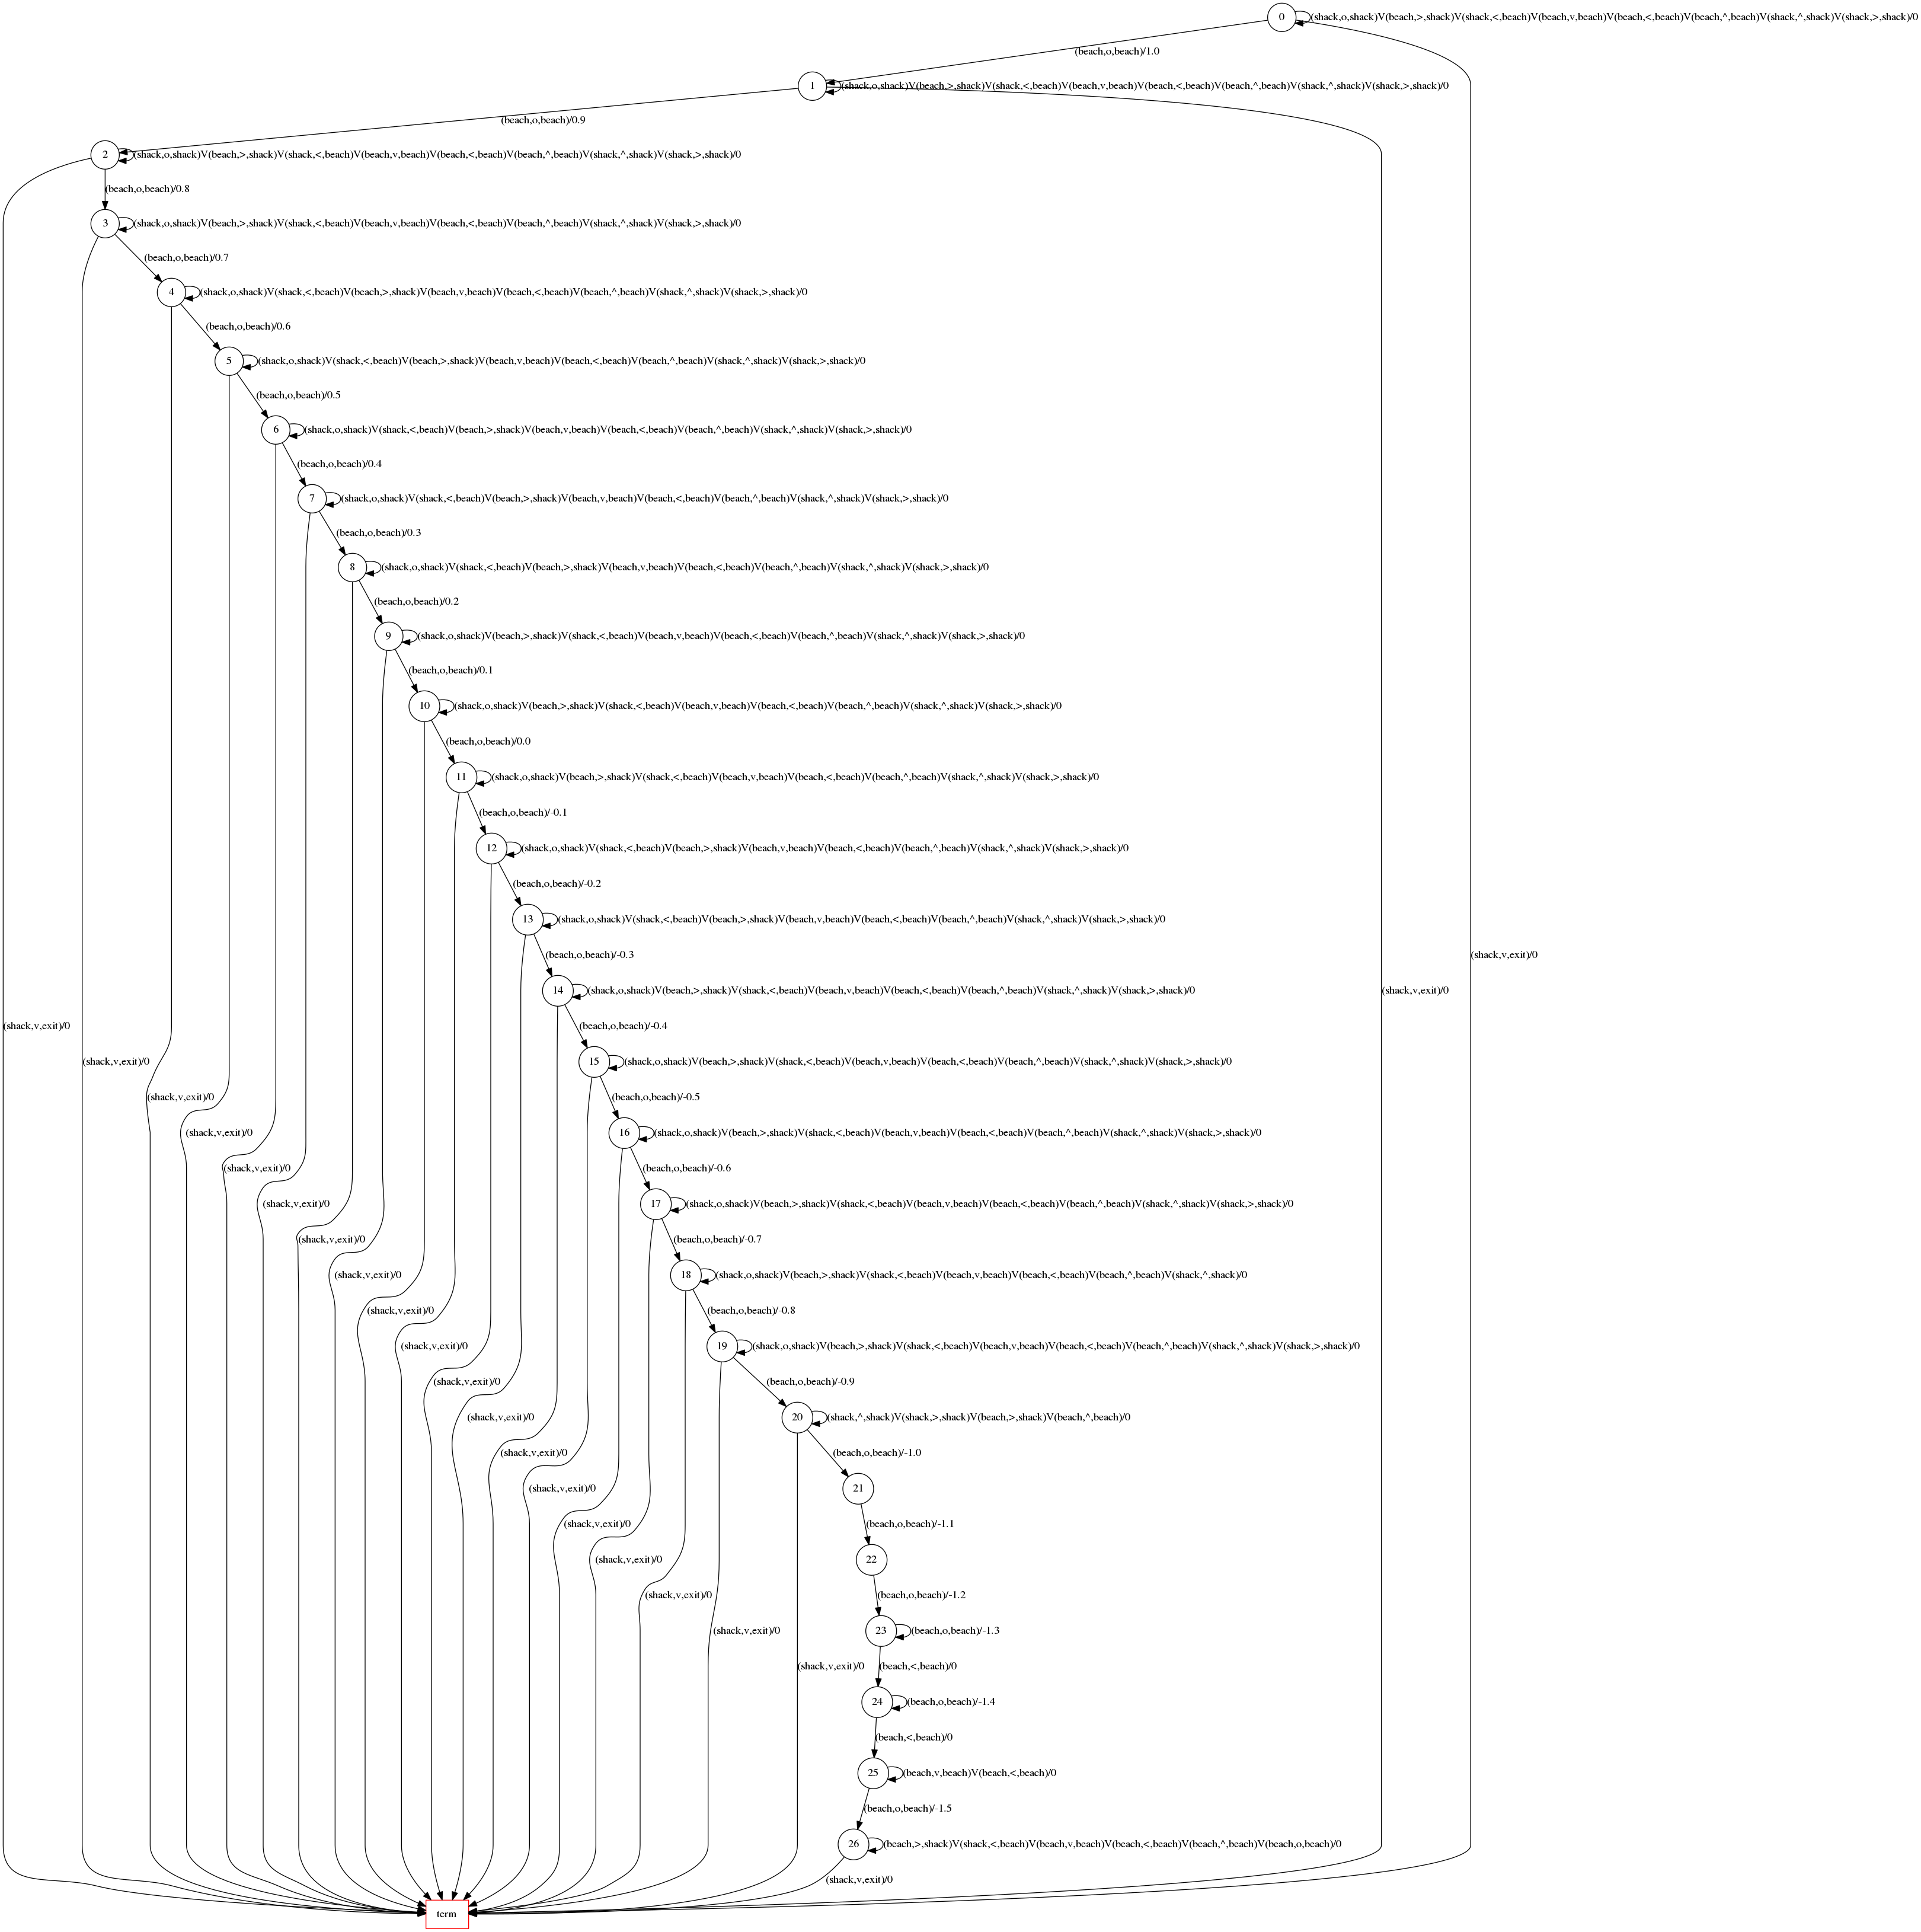 0
(shack,o,shack)V(beach,>,shack)V(shack,<,beach)V(beach,v,beach)V(beach,<,beach)V(beach,^,beach)V(shack,^,shack)V(shack,>,shack)/0
(beach,o,beach)/1.0
1
(shack,o,shack)V(beach,>,shack)V(shack,<,beach)V(beach,v,beach)V(beach,<,beach)V(beach,^,beach)V(shack,^,shack)V(shack,>,shack)/0
(beach,o,beach)/0.9
2
(shack,o,shack)V(beach,>,shack)V(shack,<,beach)V(beach,v,beach)V(beach,<,beach)V(beach,^,beach)V(shack,^,shack)V(shack,>,shack)/0
(beach,o,beach)/0.8
3
(shack,o,shack)V(beach,>,shack)V(shack,<,beach)V(beach,v,beach)V(beach,<,beach)V(beach,^,beach)V(shack,^,shack)V(shack,>,shack)/0
(beach,o,beach)/0.7
4
(shack,o,shack)V(shack,<,beach)V(beach,>,shack)V(beach,v,beach)V(beach,<,beach)V(beach,^,beach)V(shack,^,shack)V(shack,>,shack)/0
(beach,o,beach)/0.6
5
(shack,o,shack)V(shack,<,beach)V(beach,>,shack)V(beach,v,beach)V(beach,<,beach)V(beach,^,beach)V(shack,^,shack)V(shack,>,shack)/0
(beach,o,beach)/0.5
6
(shack,o,shack)V(shack,<,beach)V(beach,>,shack)V(beach,v,beach)V(beach,<,beach)V(beach,^,beach)V(shack,^,shack)V(shack,>,shack)/0
(beach,o,beach)/0.4
7
(shack,o,shack)V(shack,<,beach)V(beach,>,shack)V(beach,v,beach)V(beach,<,beach)V(beach,^,beach)V(shack,^,shack)V(shack,>,shack)/0
(beach,o,beach)/0.3
8
(shack,o,shack)V(shack,<,beach)V(beach,>,shack)V(beach,v,beach)V(beach,<,beach)V(beach,^,beach)V(shack,^,shack)V(shack,>,shack)/0
(beach,o,beach)/0.2
9
(shack,o,shack)V(beach,>,shack)V(shack,<,beach)V(beach,v,beach)V(beach,<,beach)V(beach,^,beach)V(shack,^,shack)V(shack,>,shack)/0
(beach,o,beach)/0.1
10
(shack,o,shack)V(beach,>,shack)V(shack,<,beach)V(beach,v,beach)V(beach,<,beach)V(beach,^,beach)V(shack,^,shack)V(shack,>,shack)/0
(beach,o,beach)/0.0
11
(shack,o,shack)V(beach,>,shack)V(shack,<,beach)V(beach,v,beach)V(beach,<,beach)V(beach,^,beach)V(shack,^,shack)V(shack,>,shack)/0
(beach,o,beach)/-0.1
12
(shack,o,shack)V(shack,<,beach)V(beach,>,shack)V(beach,v,beach)V(beach,<,beach)V(beach,^,beach)V(shack,^,shack)V(shack,>,shack)/0
(beach,o,beach)/-0.2
13
(shack,o,shack)V(shack,<,beach)V(beach,>,shack)V(beach,v,beach)V(beach,<,beach)V(beach,^,beach)V(shack,^,shack)V(shack,>,shack)/0
(beach,o,beach)/-0.3
(shack,v,exit)/0
14
(shack,o,shack)V(beach,>,shack)V(shack,<,beach)V(beach,v,beach)V(beach,<,beach)V(beach,^,beach)V(shack,^,shack)V(shack,>,shack)/0
(shack,v,exit)/0
(shack,v,exit)/0
(beach,o,beach)/-0.4
(shack,v,exit)/0
15
(shack,o,shack)V(beach,>,shack)V(shack,<,beach)V(beach,v,beach)V(beach,<,beach)V(beach,^,beach)V(shack,^,shack)V(shack,>,shack)/0
(shack,v,exit)/0
(beach,o,beach)/-0.5
(shack,v,exit)/0
16
(shack,o,shack)V(beach,>,shack)V(shack,<,beach)V(beach,v,beach)V(beach,<,beach)V(beach,^,beach)V(shack,^,shack)V(shack,>,shack)/0
(shack,v,exit)/0
(beach,o,beach)/-0.6
(shack,v,exit)/0
17
(shack,o,shack)V(beach,>,shack)V(shack,<,beach)V(beach,v,beach)V(beach,<,beach)V(beach,^,beach)V(shack,^,shack)V(shack,>,shack)/0
(shack,v,exit)/0
(beach,o,beach)/-0.7
(shack,v,exit)/0
18
(shack,o,shack)V(beach,>,shack)V(shack,<,beach)V(beach,v,beach)V(beach,<,beach)V(beach,^,beach)V(shack,^,shack)/0
(shack,v,exit)/0
(beach,o,beach)/-0.8
(shack,v,exit)/0
19
(shack,o,shack)V(beach,>,shack)V(shack,<,beach)V(beach,v,beach)V(beach,<,beach)V(beach,^,beach)V(shack,^,shack)V(shack,>,shack)/0
(shack,v,exit)/0
(beach,o,beach)/-0.9
(shack,v,exit)/0
20
(shack,^,shack)V(shack,>,shack)V(beach,>,shack)V(beach,^,beach)/0
(shack,v,exit)/0
(beach,o,beach)/-1.0
(shack,v,exit)/0
21
(shack,v,exit)/0
(beach,o,beach)/-1.1
(shack,v,exit)/0
22
(shack,v,exit)/0
(beach,o,beach)/-1.2
(shack,v,exit)/0
23
(beach,o,beach)/-1.3
(shack,v,exit)/0
(beach,<,beach)/0
(shack,v,exit)/0
24
(beach,o,beach)/-1.4
(beach,<,beach)/0
25
(beach,v,beach)V(beach,<,beach)/0
(beach,o,beach)/-1.5
26
(beach,>,shack)V(shack,<,beach)V(beach,v,beach)V(beach,<,beach)V(beach,^,beach)V(beach,o,beach)/0
(shack,v,exit)/0
term